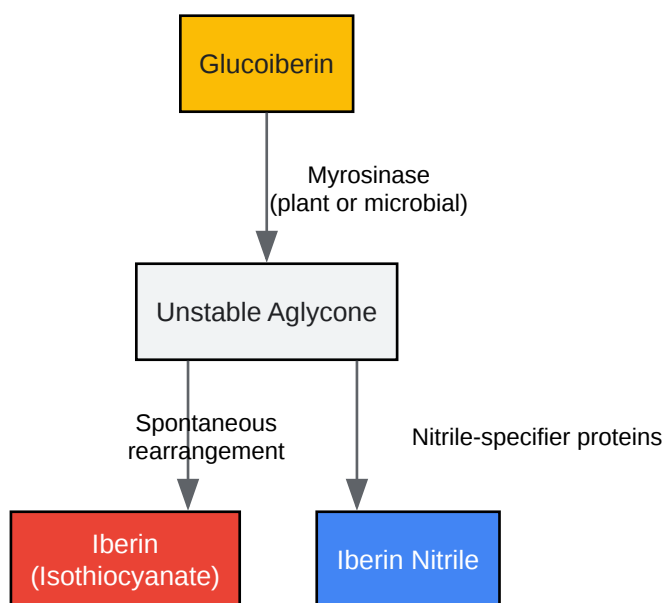 Glucoiberin
Myrosinase
(plant or microbial)
Unstable Aglycone
Spontaneous
rearrangement
Nitrile-specifier proteins
Iberin
(Isothiocyanate)
Iberin Nitrile